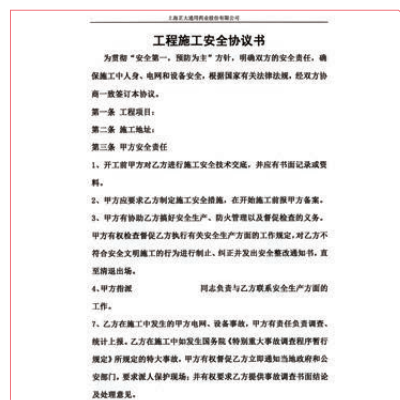 上海正大通用药业股份有限公司
工程施工安全协议书
为贯彻“安全第一，预防为主”方针，明确双方的安全责任，确
保施工中人身、电网和设备安全，根据国家有关法律法规，经双方协
商一致签订本协议。
第一条 工程项目：
第二条 施工地址：
第三条 甲方安全责任
1、开工前甲方对乙方进行施工安全技术交底，并应有书面记录或资
料。
2、甲方应要求乙方制定施工安全措施，在开始施工前报甲方备案。
3、甲方有协助乙方搞好安全生产、防火管理以及督促检查的义务。
甲方有权检查督促乙方执行有关安全生产方面的工作规定，对乙方不
符合安全文明施工的行为进行制止、纠正并发出安全整改通知书，直
至清退出场。
4、甲方指派 同志负责与乙方联系安全生产方面的
工作。
7、乙方在施工中发生的甲方电网、设备事故，甲方有责任负责调查、
统计上报。乙方在施工中如发生国务院《特别重大事故调查程序暂行
规定》所规定的特大事故，甲方有权督促乙方立即通知当地政府和公
安部门，要求派人保护现场；并有权要求乙方提供事故调查书面结论
及处理意见。